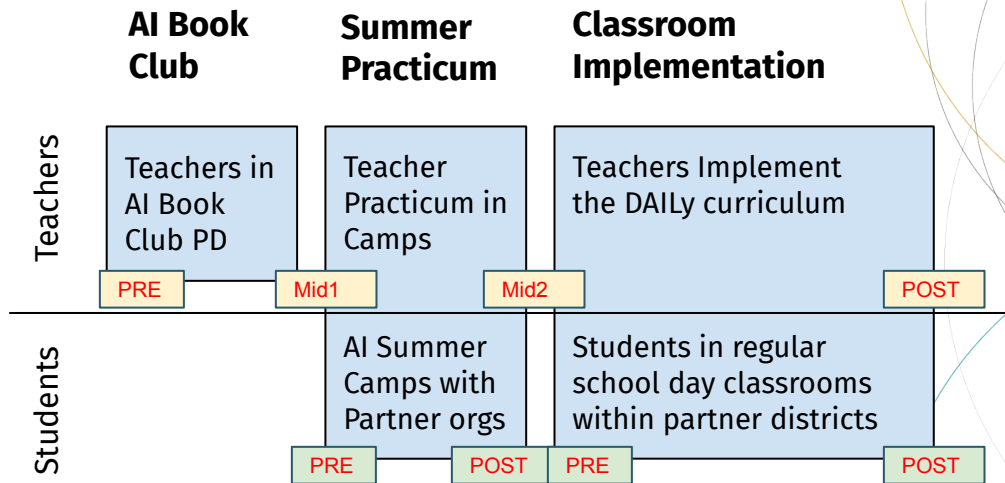 AI Book
Club
Summer
Practicum
Classroom
Implementation
Teachers
Teachers in
AI Book
Club PD
Teacher
Practicum in
Camps
Teachers Implement
the DAILy curriculum
PRE
Mid1
Mid2
POST
Students
AI Summer
Camps with
Partner orgs
Students in regular
school day classrooms
within partner districts
PRE
POST
PRE
POST